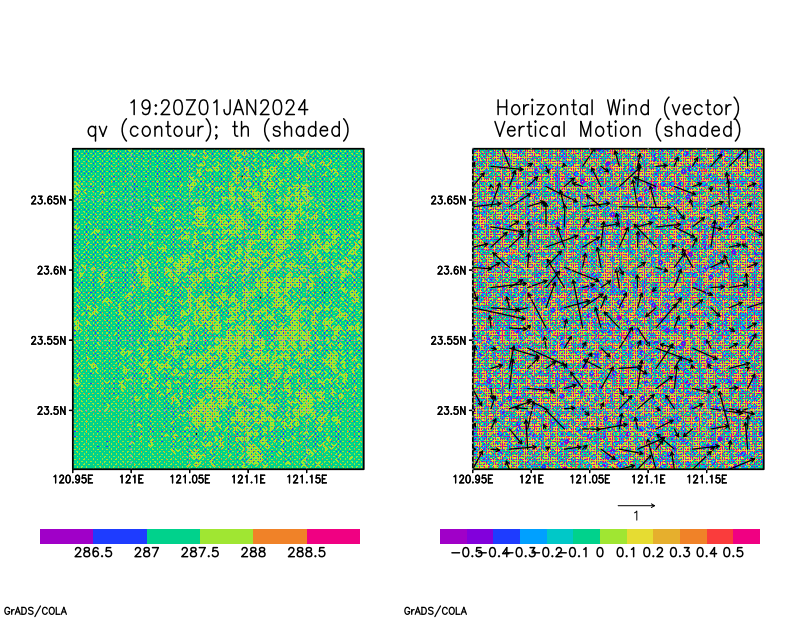 19:20Z01JAN2024
qv (contour); th (shaded)
23.65N
23.6N
23.55N
23.5N
120.95E 121E 121.05E 121.1E 121.15E
286.5 287 287.5 288 288.5
GrADS/COLA
Horizontal Wind (vector)
Vertical Motion (shaded)
23.65N
23.6N
23.55N
23.5N
120.95E 121E 121.05E 121.1E 121.15E
1
-0.5 -0.4 -0.3 -0.2 -0.1 0 0.1 0.2 0.3 0.4 0.5
GrADS/COLA